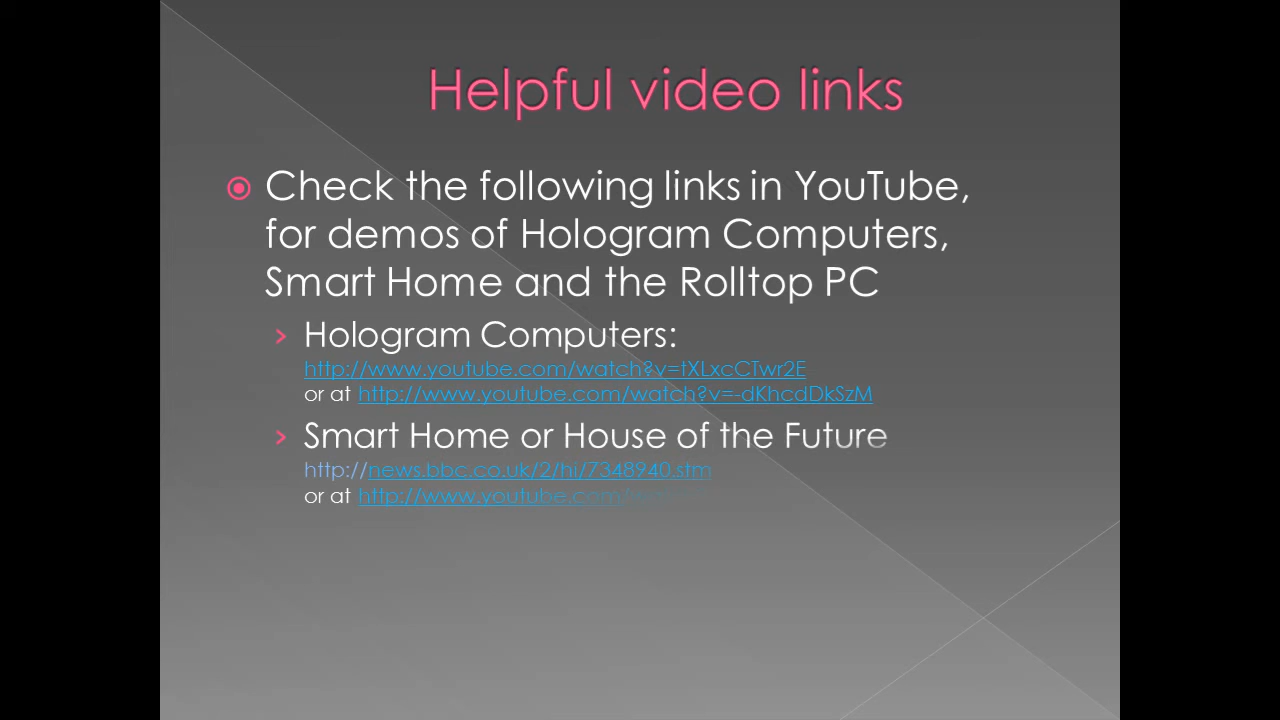 Helpful video links
Check the following links in YouTube,
for demos of Hologram Computers,
Smart Home and the Rolltop PC
Hologram Computers:
http://www.youtube.com/watch?v=tXLxcCTwr2E
or at http://www.youtube.com/watch?v=-dKhcdDkSzM
Smart Home or House of the Future
http://news.bbc.co.uk/2/hi/7348940.stm
or at http://www.youtube.com/